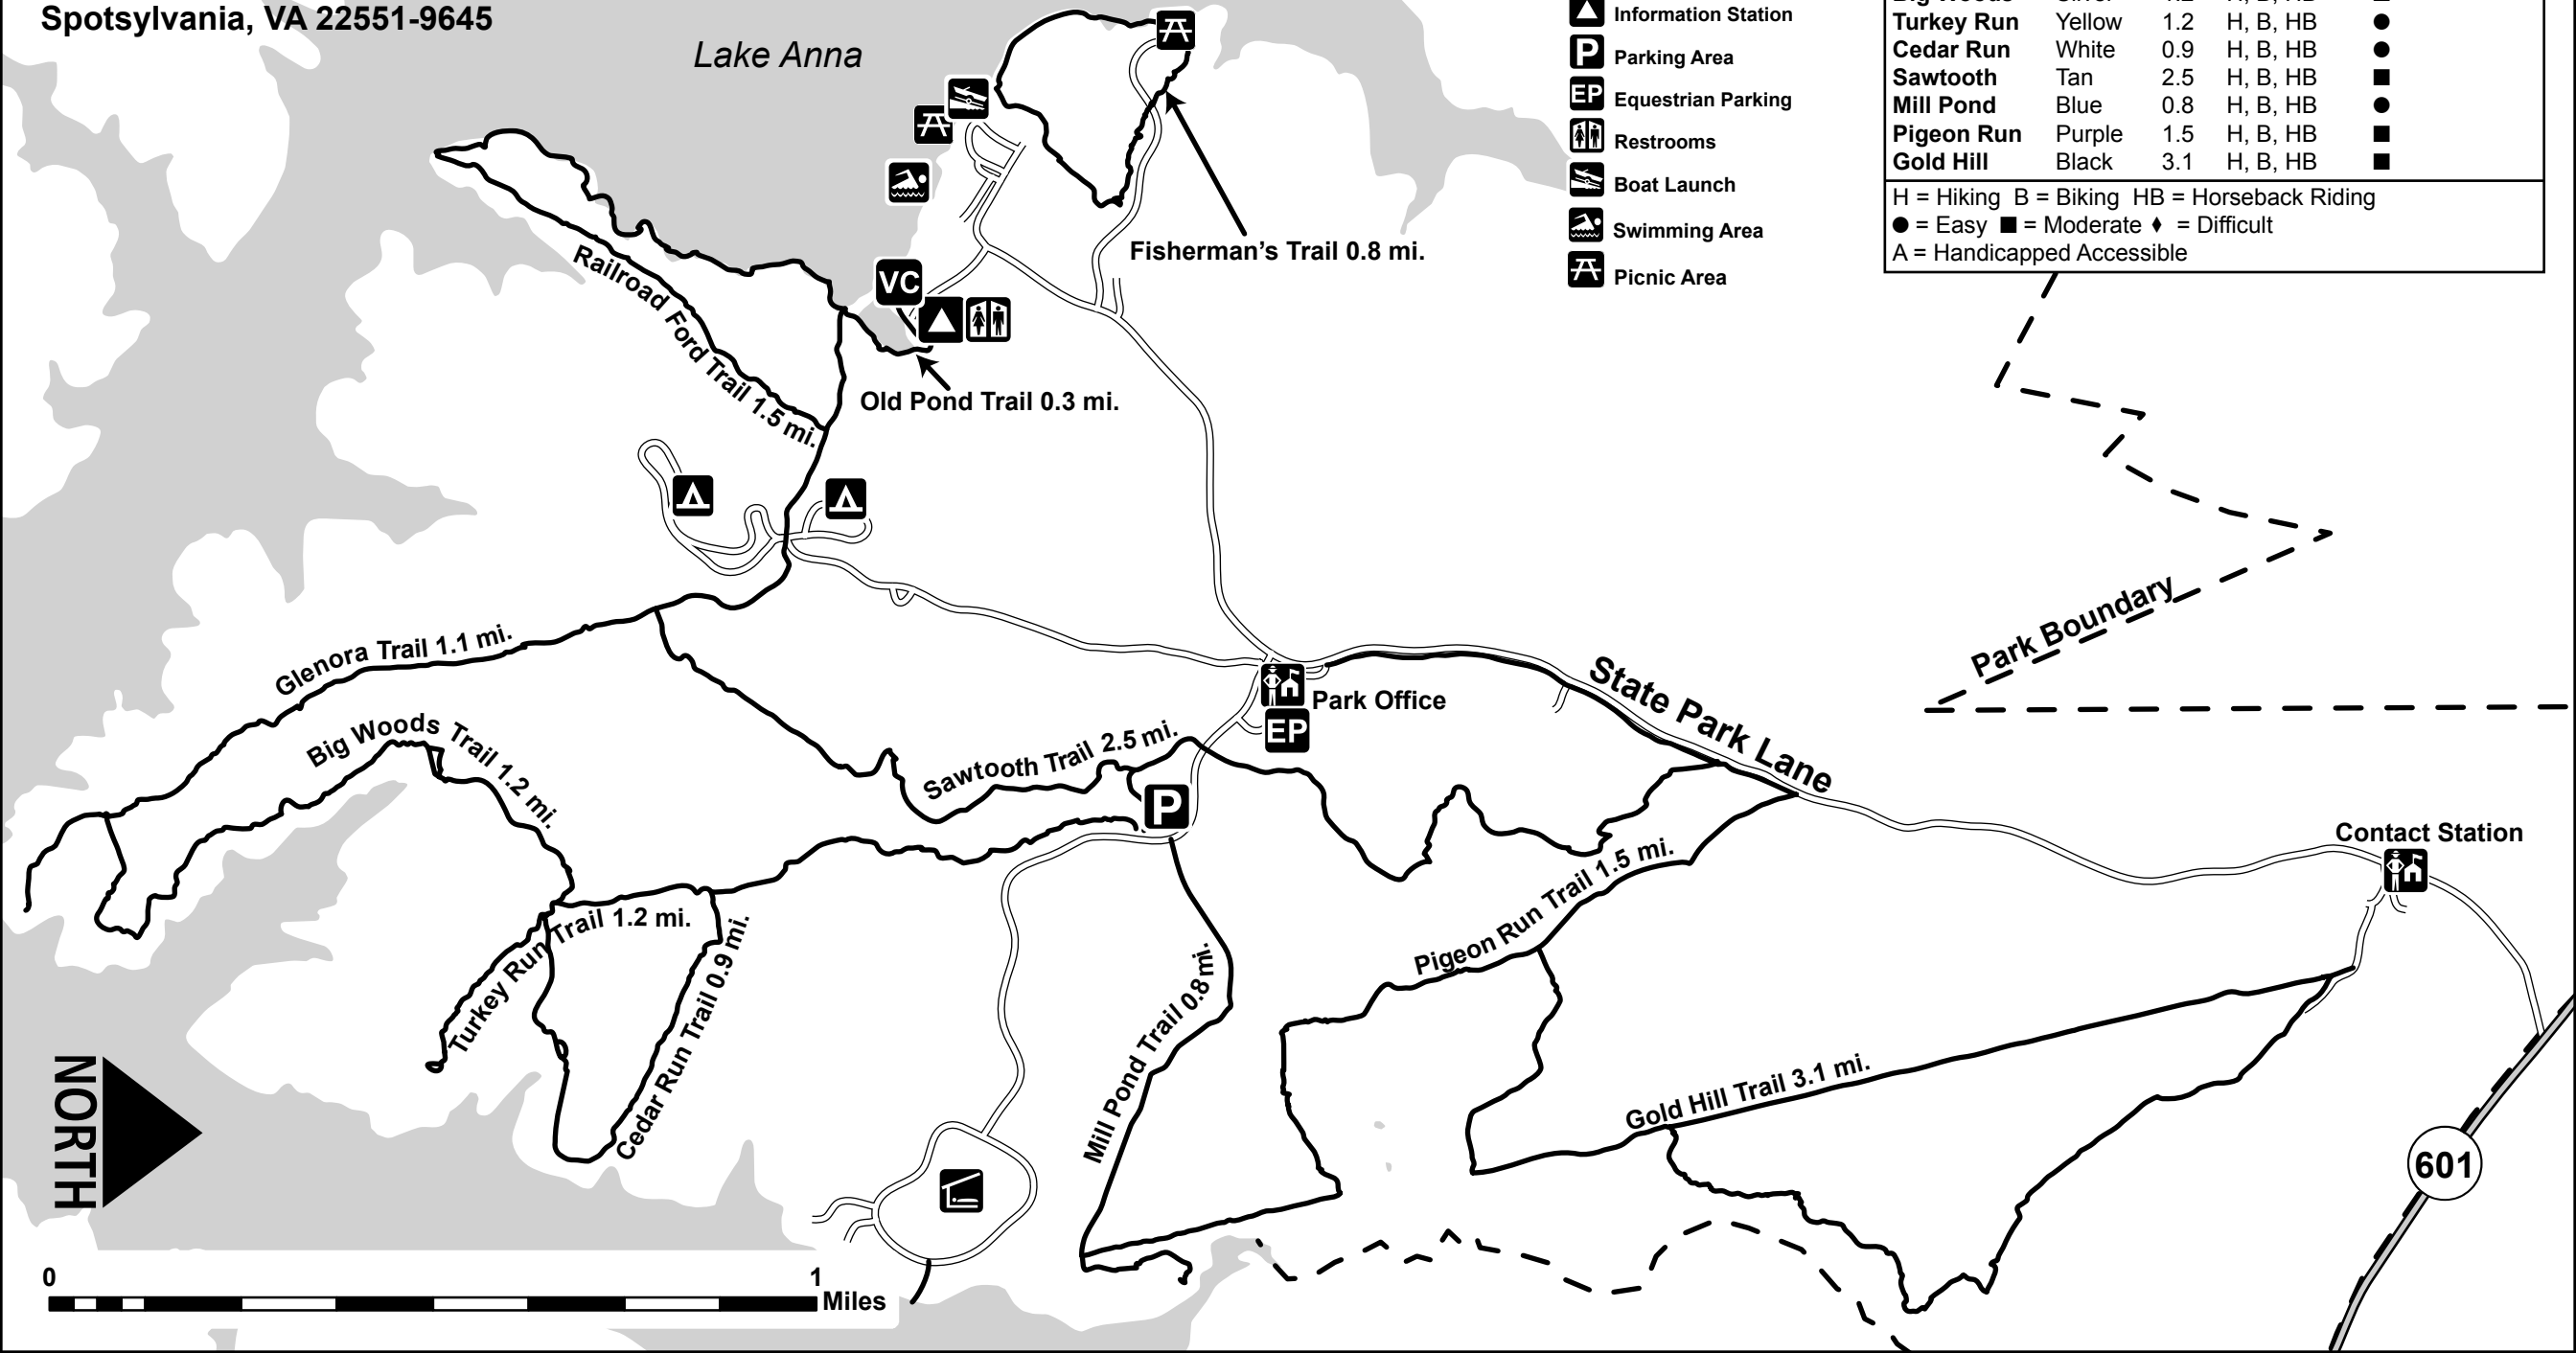 Spotsylvania, VA 22551-9645
Lake Anna
Information Station
P Parking Area
EP Equestrian Parking
Restrooms
Boat Launch
Swimming Area
Picnic Area
Big Woods Silver 1.2 H, B, HB ■
Turkey Run Yellow 1.2 H, B, HB ●
Cedar Run White 0.9 H, B, HB ●
Sawtooth Tan 2.5 H, B, HB ■
Mill Pond Blue 0.8 H, B, HB ●
Pigeon Run Purple 1.5 H, B, HB ■
Gold Hill Black 3.1 H, B, HB ■
H = Hiking B = Biking HB = Horseback Riding
● = Easy ■ = Moderate ♦ = Difficult
A = Handicapped Accessible
Fisherman's Trail 0.8 mi.
Railroad Ford Trail 1.5 mi.
VC
Old Pond Trail 0.3 mi.
Glenora Trail 1.1 mi.
Big Woods Trail 1.2 mi.
Park Boundary
State Park Lane
Park Office
EP
Sawtooth Trail 2.5 mi.
P
Contact Station
Pigeon Run Trail 1.5 mi.
Turkey Run Trail 1.2 mi.
Cedar Run Trail 0.9 mi.
Mill Pond Trail 0.8 mi.
Gold Hill Trail 3.1 mi.
NORTH
601
0 1
Miles